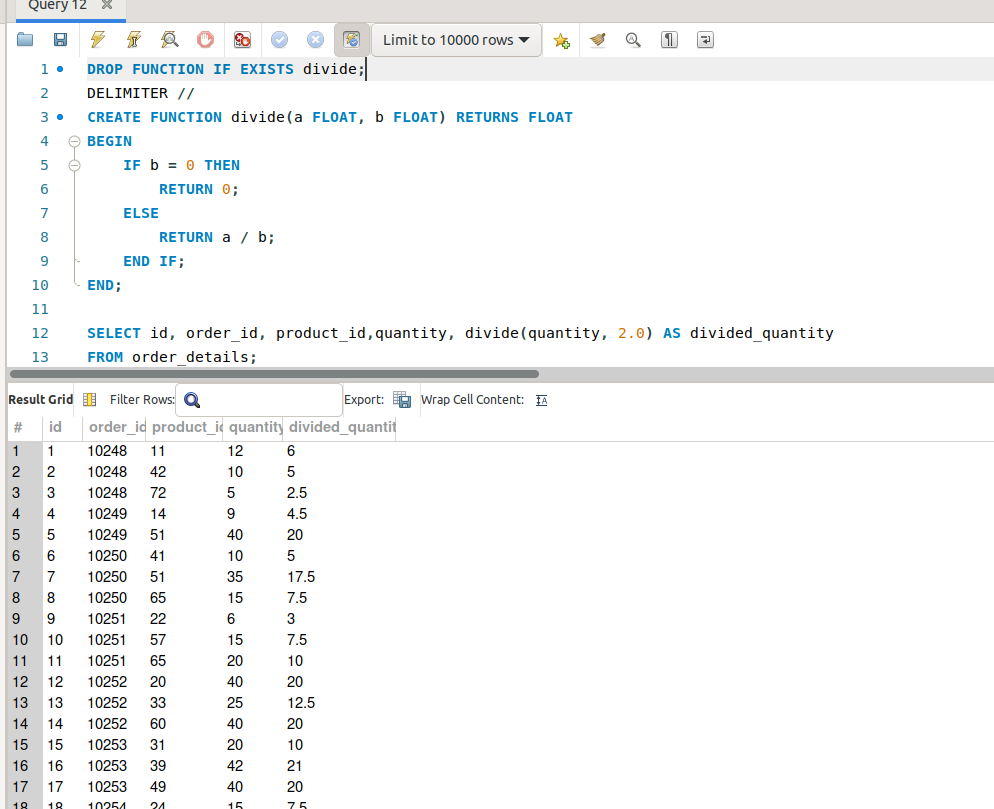 Query 12
Limit to 10000 rows
1 DROP FUNCTION IF EXISTS divide;
2 DELIMITER //
3 CREATE FUNCTION divide(a FLOAT, b FLOAT) RETURNS FLOAT
4 BEGIN
5 IF b = 0 THEN
6 RETURN 0;
7 ELSE
8 RETURN a / b;
9 END IF;
10 END;
11
12 SELECT id, order_id, product_id,quantity, divide(quantity, 2.0) AS divided_quantity
13 FROM order_details;
Result Grid Filter Rows: Export: Wrap Cell Content:
# id order_id product_id quantity divided_quantit
1 1 10248 11 12 6
2 2 10248 42 10 5
3 3 10248 72 5 2.5
4 4 10249 14 9 4.5
5 5 10249 51 40 20
6 6 10250 41 10 5
7 7 10250 51 35 17.5
8 8 10250 65 15 7.5
9 9 10251 22 6 3
10 10 10251 57 15 7.5
11 11 10251 65 20 10
12 12 10252 20 40 20
13 13 10252 33 25 12.5
14 14 10252 60 40 20
15 15 10253 31 20 10
16 16 10253 39 42 21
17 17 10253 49 40 20
18 18 10254 24 15 7.5